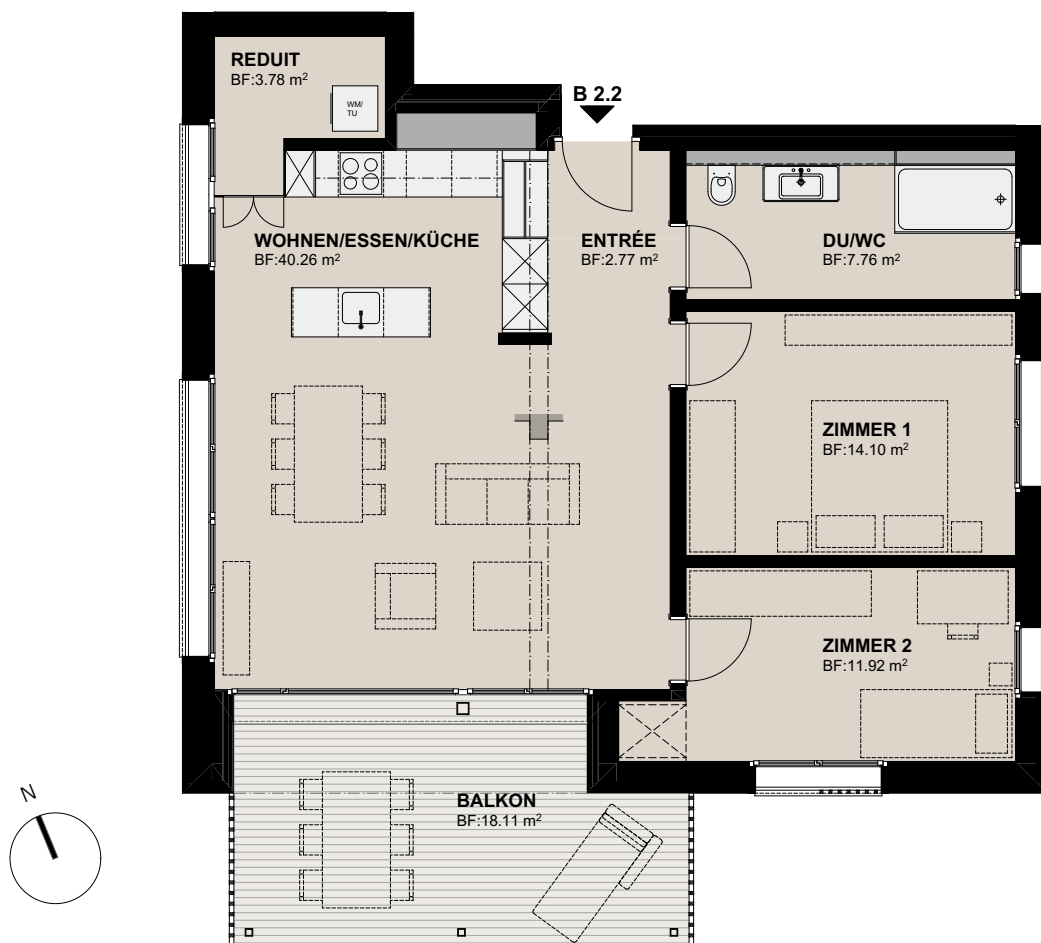 REDUIT
BF:3.78 m²
WM/
TU
B 2.2
WOHNEN/ESSEN/KÜCHE
BF:40.26 m²
ENTRÉE
BF:2.77 m²
DU/WC
BF:7.76 m²
ZIMMER 1
BF:14.10 m²
ZIMMER 2
BF:11.92 m²
BALKON
BF:18.11 m²
N